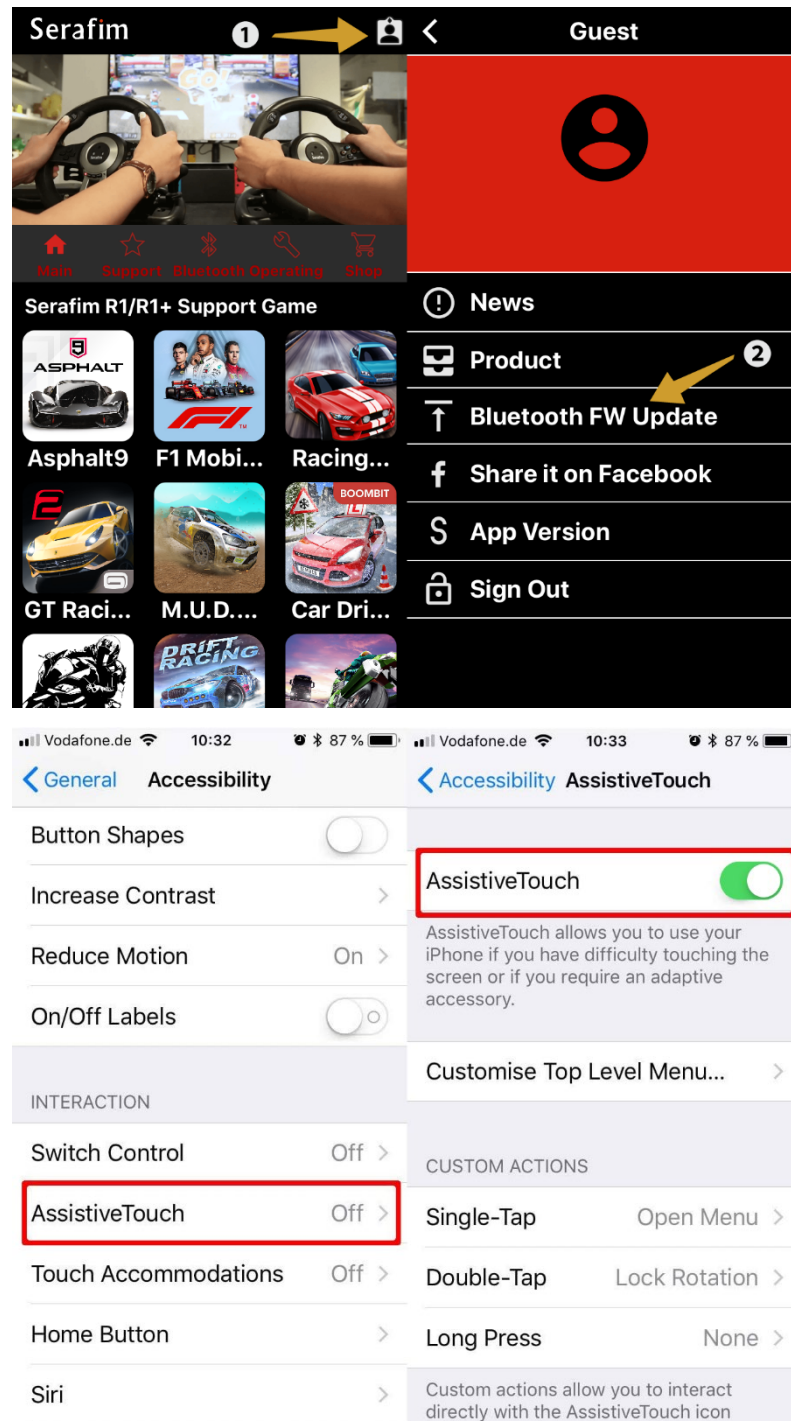 Serafim
1
Main Support Bluetooth Operating Shop
Serafim R1/R1+ Support Game
9
ASPHALT
F1
BOOMBIT
Asphalt9 F1 Mobi... Racing...
2
L
GT Raci... M.U.D.... Car Dri...
DRIFT
RACING
Guest
News
Product
2
Bluetooth FW Update
Share it on Facebook
App Version
Sign Out
Vodafone.de 10:32 87 %
General Accessibility
Button Shapes
Increase Contrast
Reduce Motion On
On/Off Labels
INTERACTION
Switch Control Off
AssistiveTouch Off
Touch Accommodations Off
Home Button
Siri
Vodafone.de 10:33 87 %
Accessibility AssistiveTouch
AssistiveTouch
AssistiveTouch allows you to use your
iPhone if you have difficulty touching the
screen or if you require an adaptive
accessory.
Customise Top Level Menu...
CUSTOM ACTIONS
Single-Tap Open Menu
Double-Tap Lock Rotation
Long Press None
Custom actions allow you to interact
directly with the AssistiveTouch icon